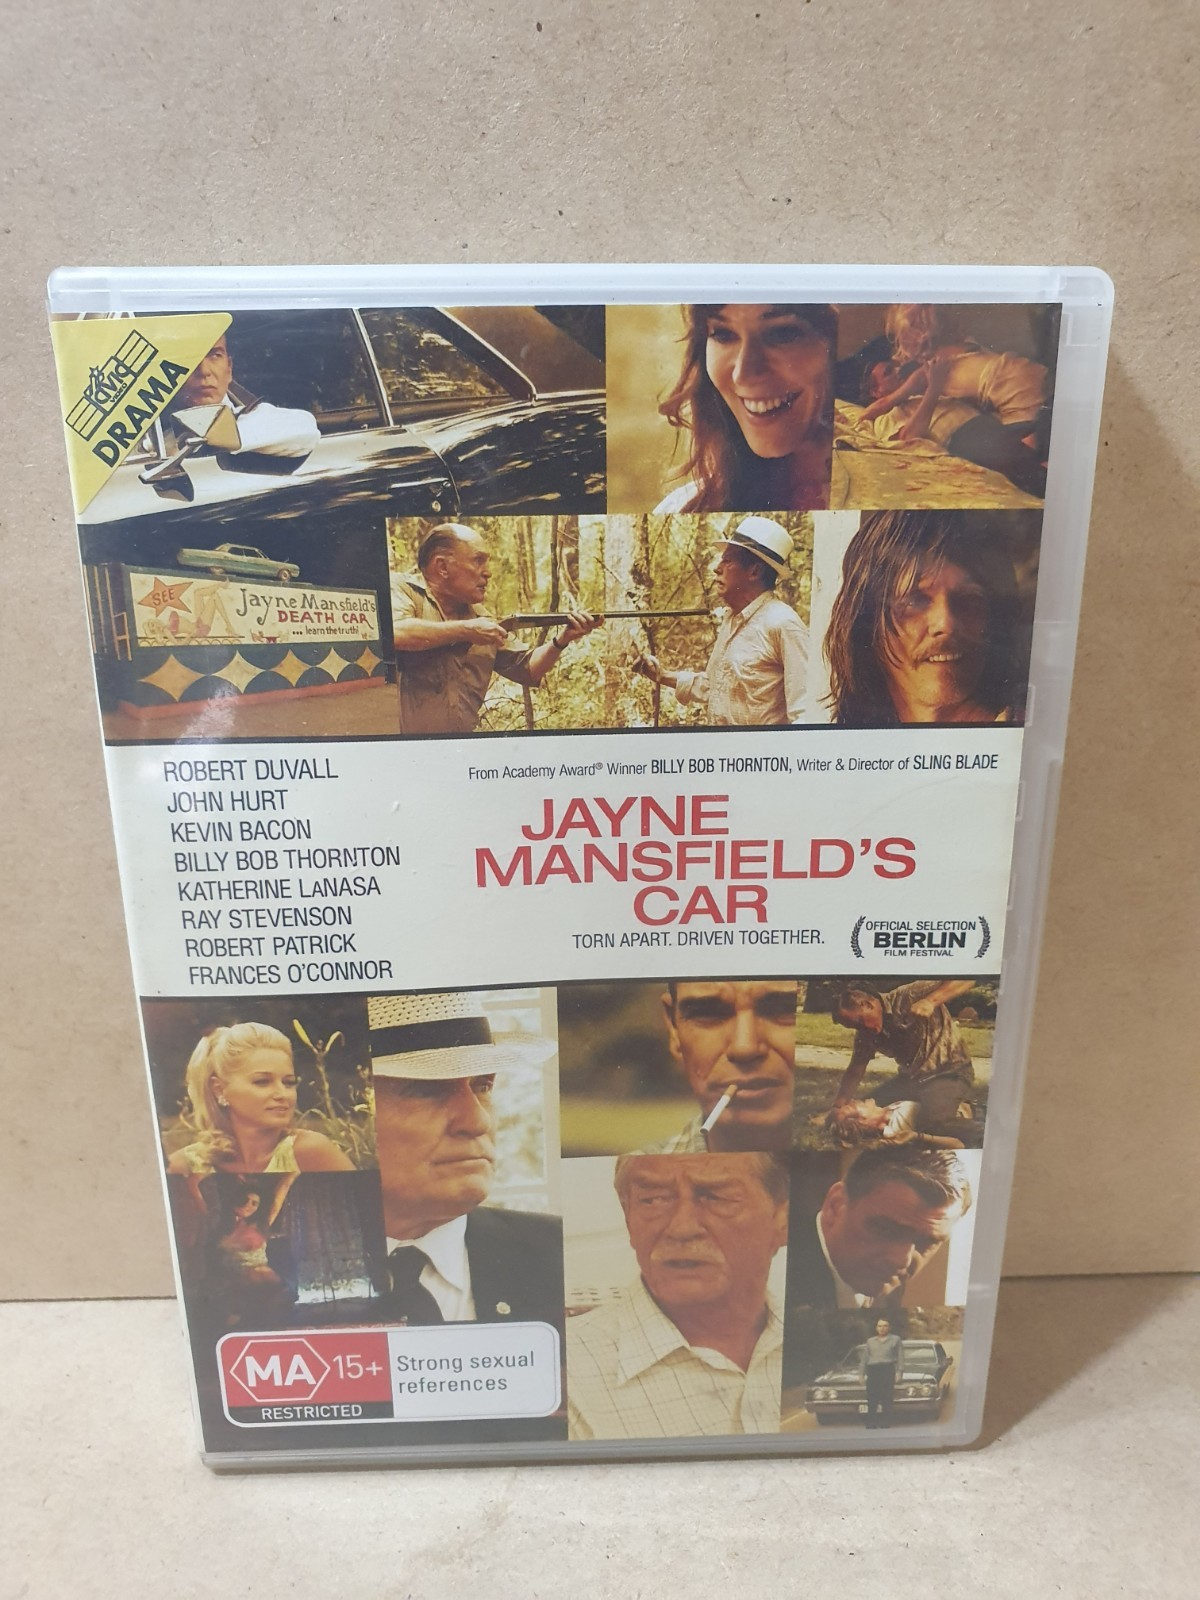 CIVIC
VIDEO
DRAMA
SEE
Jayne Mansfield's
DEATH CAR
...learn the truth!
ROBERT DUVALL
JOHN HURT
KEVIN BACON
BILLY BOB THORNTON
KATHERINE LaNASA
RAY STEVENSON
ROBERT PATRICK
FRANCES O'CONNOR
From Academy Award® Winner BILLY BOB THORNTON, Writer & Director of SLING BLADE
JAYNE
MANSFIELD'S
CAR
TORN APART. DRIVEN TOGETHER.
OFFICIAL SELECTION
BERLIN
FILM FESTIVAL
MA 15+
RESTRICTED
Strong sexual
references